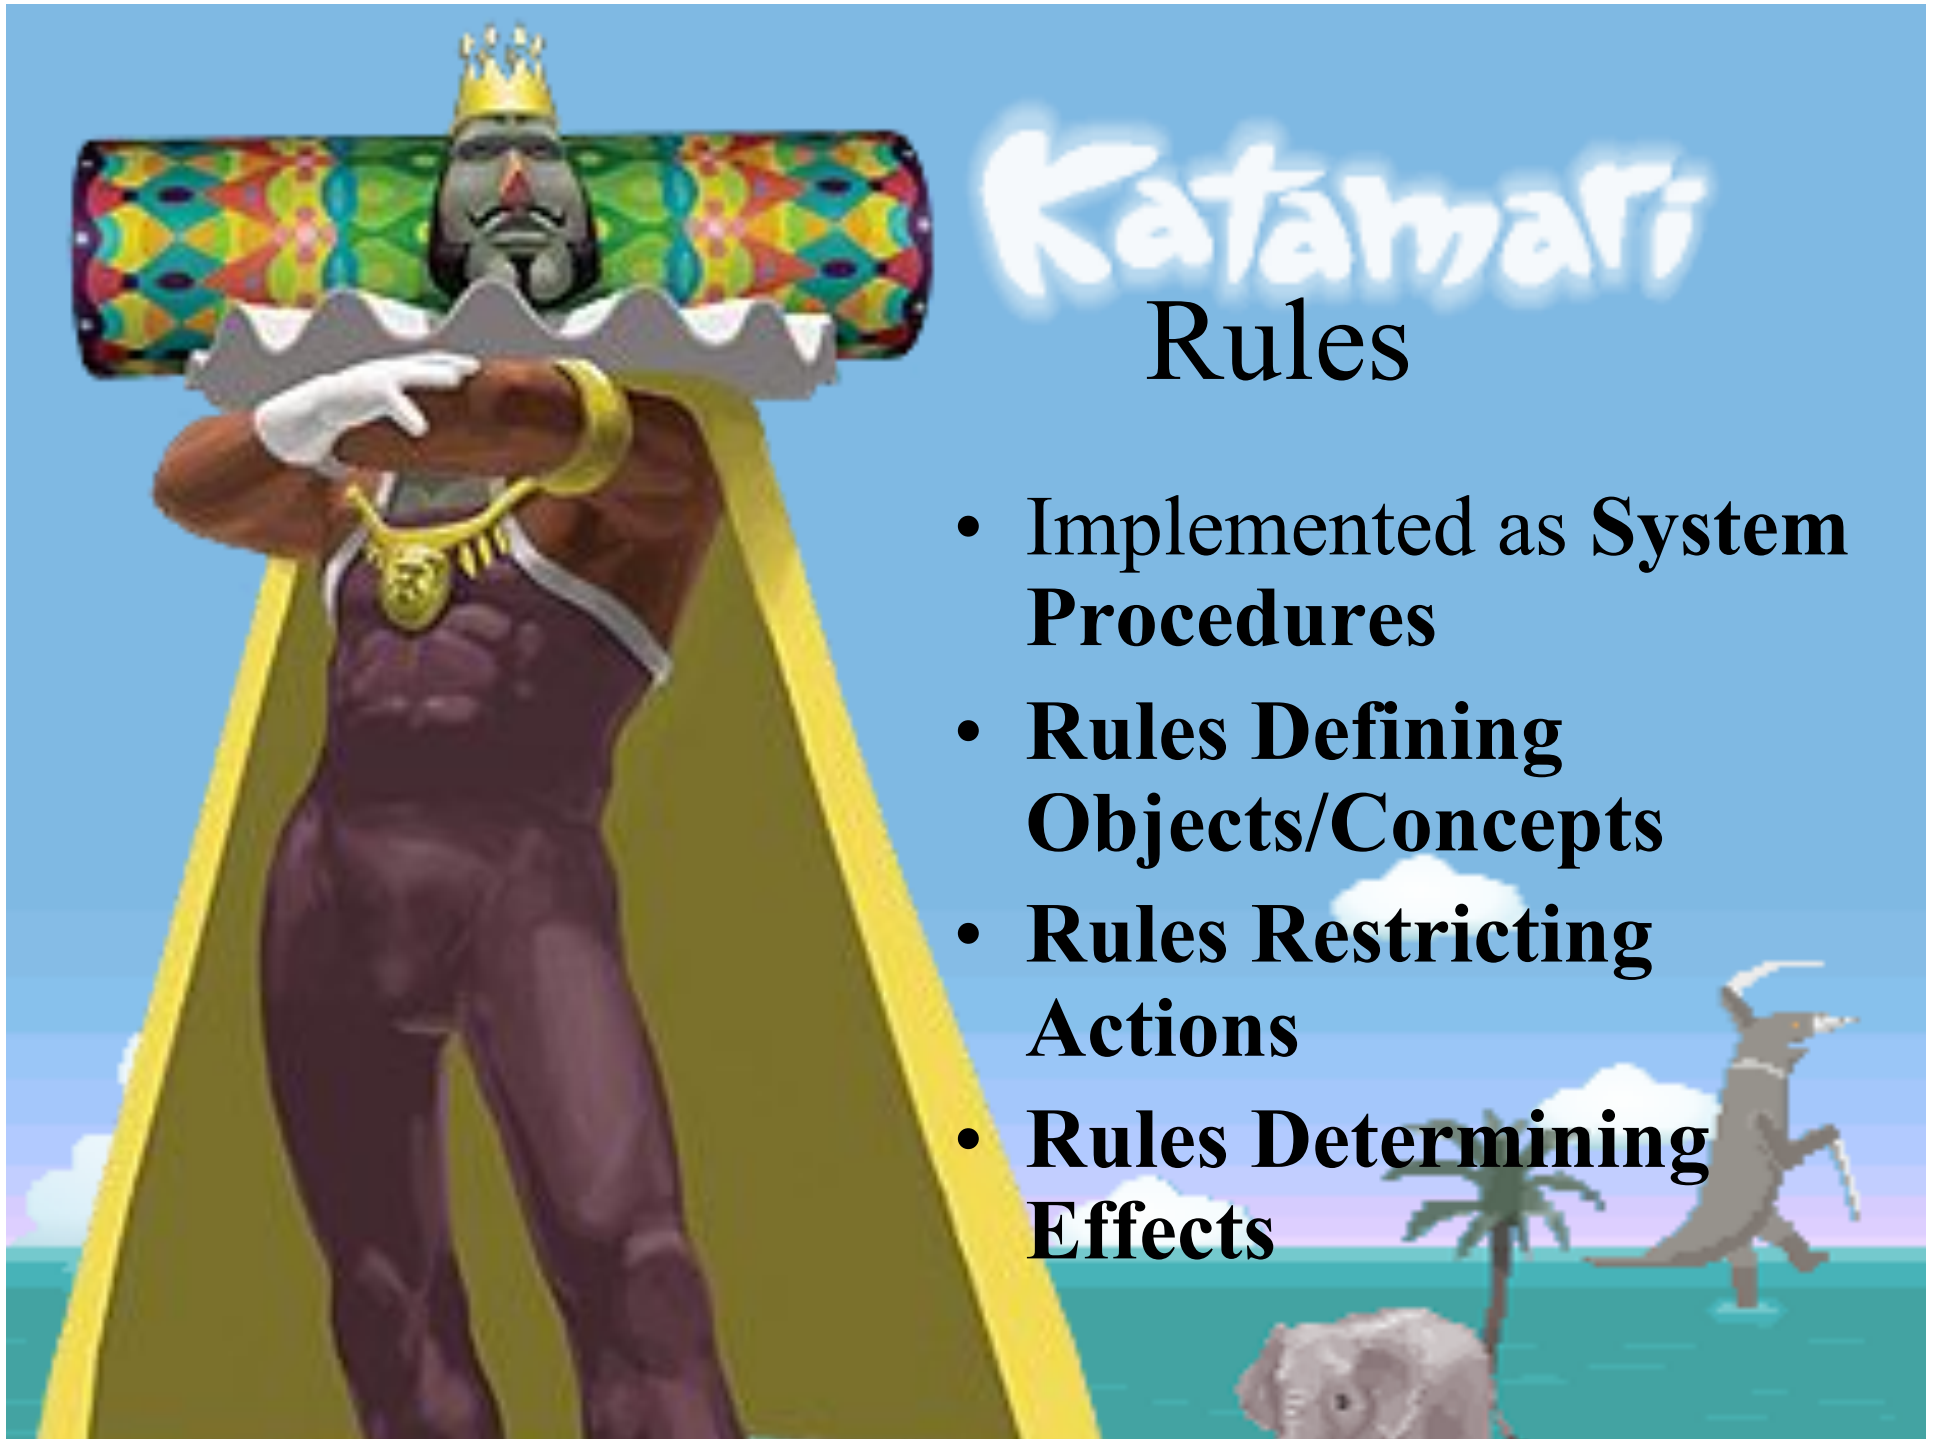 Katamari
Rules
• Implemented as System
Procedures
• Rules Defining
Objects/Concepts
• Rules Restricting
Actions
• Rules Determining
Effects